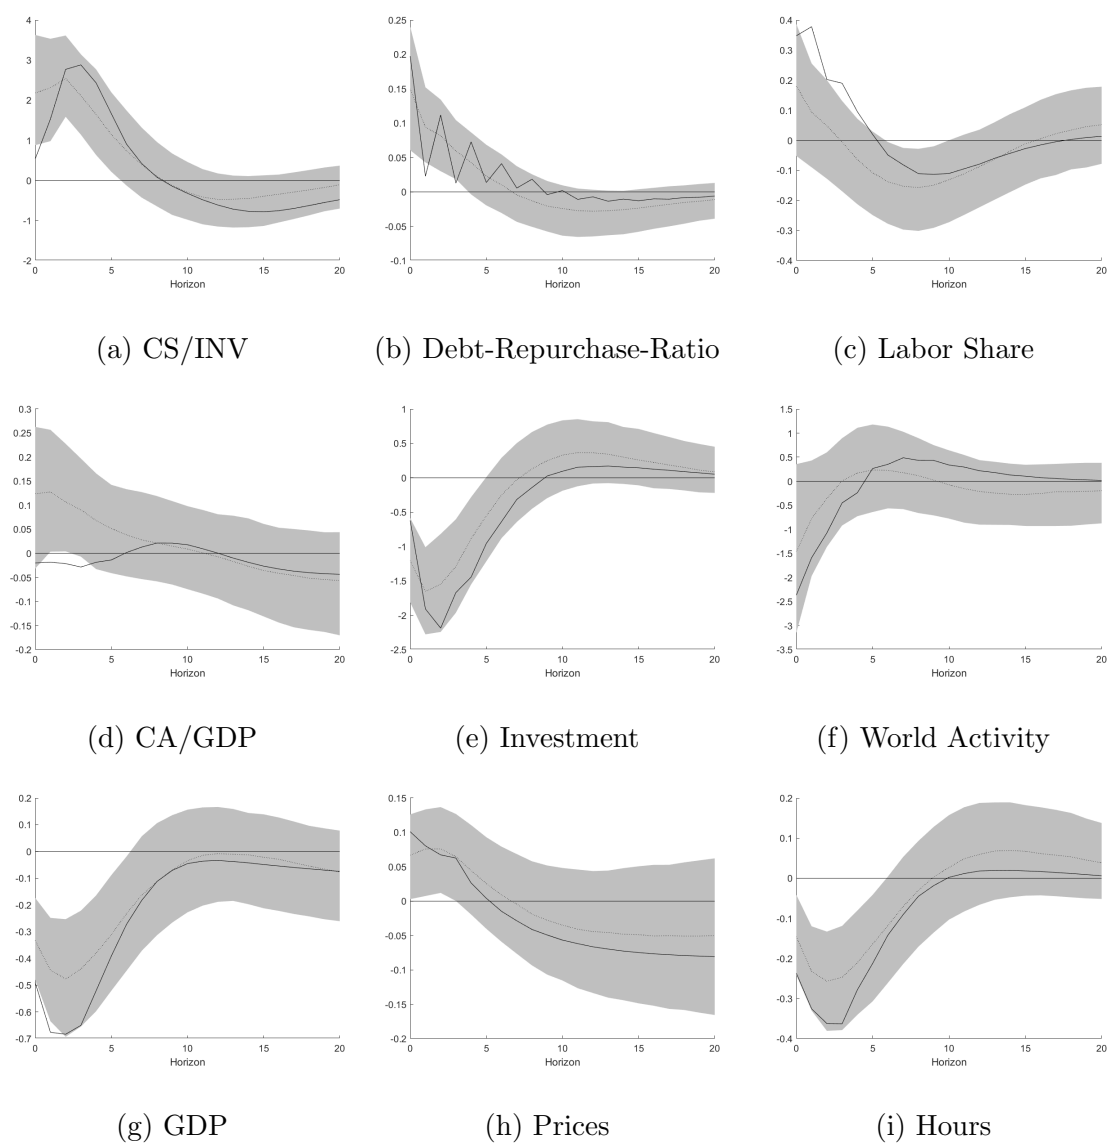 4
3
2
1
0
-1
-2
0 5 10 15 20
Horizon
0.25
0.2
0.15
0.1
0.05
0
-0.05
-0.1
0 5 10 15 20
Horizon
0.4
0.3
0.2
0.1
0
-0.1
-0.2
-0.3
-0.4
0 5 10 15 20
Horizon
(a) CS/INV
(b) Debt-Repurchase-Ratio
(c) Labor Share
0.3
0.25
0.2
0.15
0.1
0.05
0
-0.05
-0.1
-0.15
-0.2
0 5 10 15 20
Horizon
1
0.5
0
-0.5
-1
-1.5
-2
-2.5
0 5 10 15 20
Horizon
1.5
1
0.5
0
-0.5
-1
-1.5
-2
-2.5
-3
-3.5
0 5 10 15 20
Horizon
(d) CA/GDP
(e) Investment
(f) World Activity
0.2
0.1
0
-0.1
-0.2
-0.3
-0.4
-0.5
-0.6
-0.7
0 5 10 15 20
Horizon
0.15
0.1
0.05
0
-0.05
-0.1
-0.15
-0.2
0 5 10 15 20
Horizon
0.2
0.1
0
-0.1
-0.2
-0.3
-0.4
0 5 10 15 20
Horizon
(g) GDP
(h) Prices
(i) Hours